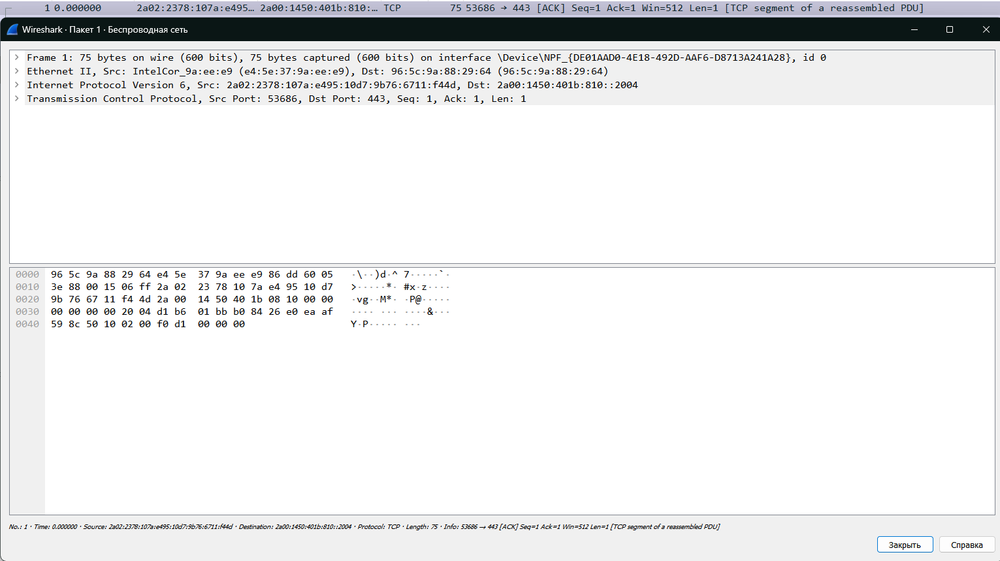 1 0.000000 2a02:2378:107a:e495… 2a00:1450:401b:810:… TCP 75 53686 → 443 [ACK] Seq=1 Ack=1 Win=512 Len=1 [TCP segment of a reassembled PDU]
Wireshark · Пакет 1 · Беспроводная сеть
Frame 1: 75 bytes on wire (600 bits), 75 bytes captured (600 bits) on interface \Device\NPF_{DE01AAD0-4E18-492D-AAF6-D8713A241A28}, id 0
Ethernet II, Src: IntelCor_9a:ee:e9 (e4:5e:37:9a:ee:e9), Dst: 96:5c:9a:88:29:64 (96:5c:9a:88:29:64)
Internet Protocol Version 6, Src: 2a02:2378:107a:e495:10d7:9b76:6711:f44d, Dst: 2a00:1450:401b:810::2004
Transmission Control Protocol, Src Port: 53686, Dst Port: 443, Seq: 1, Ack: 1, Len: 1
0000 96 5c 9a 88 29 64 e4 5e 37 9a ee e9 86 dd 60 05 ·\··)d·^ 7·····`·
0010 3e 88 00 15 06 ff 2a 02 23 78 10 7a e4 95 10 d7 >·····*· #x·z····
0020 9b 76 67 11 f4 4d 2a 00 14 50 40 1b 08 10 00 00 ·vg··M*· ·P@·····
0030 00 00 00 00 20 04 d1 b6 01 bb b0 84 26 e0 ea af ···· ··· ····&···
0040 59 8c 50 10 02 00 f0 d1 00 00 00 Y·P····· ···
No.: 1 · Time: 0.000000 · Source: 2a02:2378:107a:e495:10d7:9b76:6711:f44d · Destination: 2a00:1450:401b:810::2004 · Protocol: TCP · Length: 75 · Info: 53686 → 443 [ACK] Seq=1 Ack=1 Win=512 Len=1 [TCP segment of a reassembled PDU]
Закрыть Справка